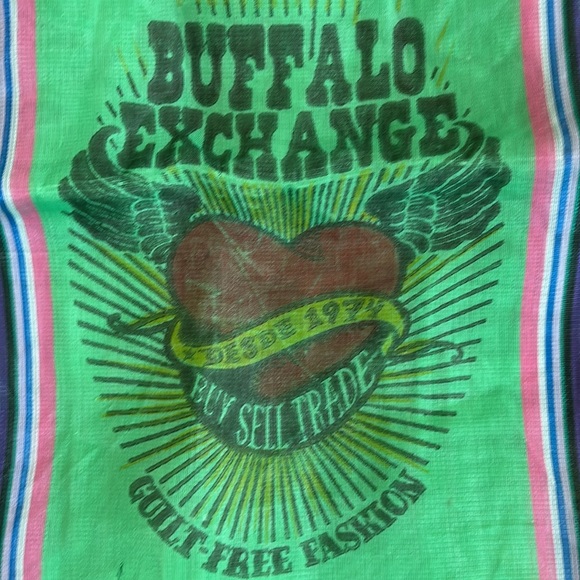 BUFFALO
EXCHANGE
DESDE 1974
BUY SELL TRADE
GUILT-FREE FASHION